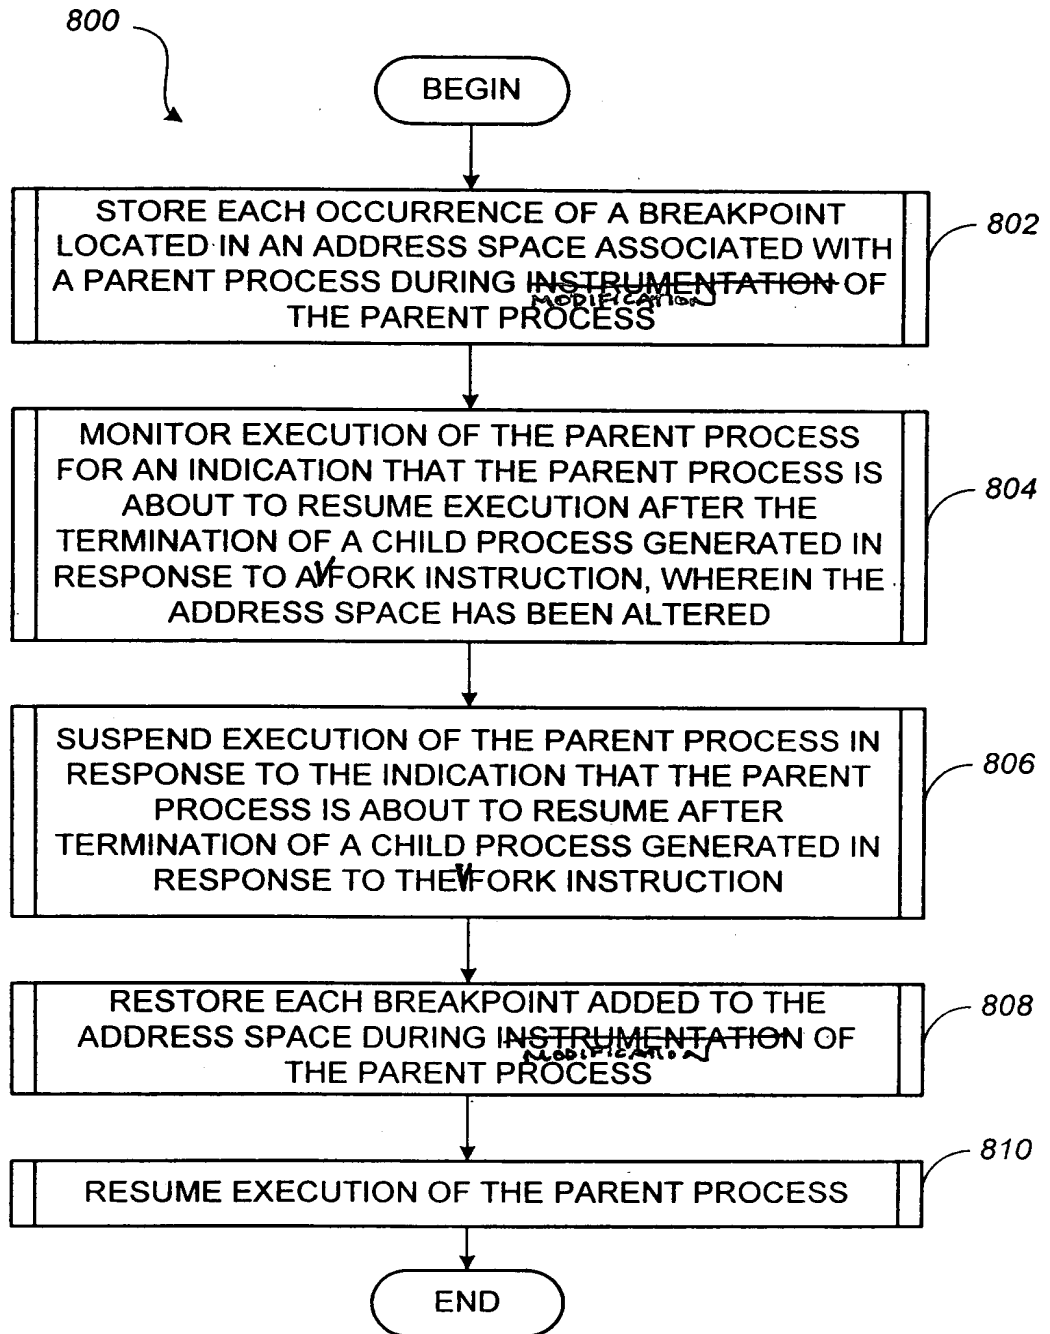 800
BEGIN
STORE EACH OCCURRENCE OF A BREAKPOINT
LOCATED IN AN ADDRESS SPACE ASSOCIATED WITH
A PARENT PROCESS DURING INSTRUMENTATION OF
MODIFICATION
THE PARENT PROCESS
802
MONITOR EXECUTION OF THE PARENT PROCESS
FOR AN INDICATION THAT THE PARENT PROCESS IS
ABOUT TO RESUME EXECUTION AFTER THE
TERMINATION OF A CHILD PROCESS GENERATED IN
RESPONSE TO A VFORK INSTRUCTION, WHEREIN THE
ADDRESS SPACE HAS BEEN ALTERED
804
SUSPEND EXECUTION OF THE PARENT PROCESS IN
RESPONSE TO THE INDICATION THAT THE PARENT
PROCESS IS ABOUT TO RESUME AFTER
TERMINATION OF A CHILD PROCESS GENERATED IN
RESPONSE TO THE VFORK INSTRUCTION
806
RESTORE EACH BREAKPOINT ADDED TO THE
ADDRESS SPACE DURING INSTRUMENTATION OF
MODIFICATION
THE PARENT PROCESS
808
RESUME EXECUTION OF THE PARENT PROCESS
810
END